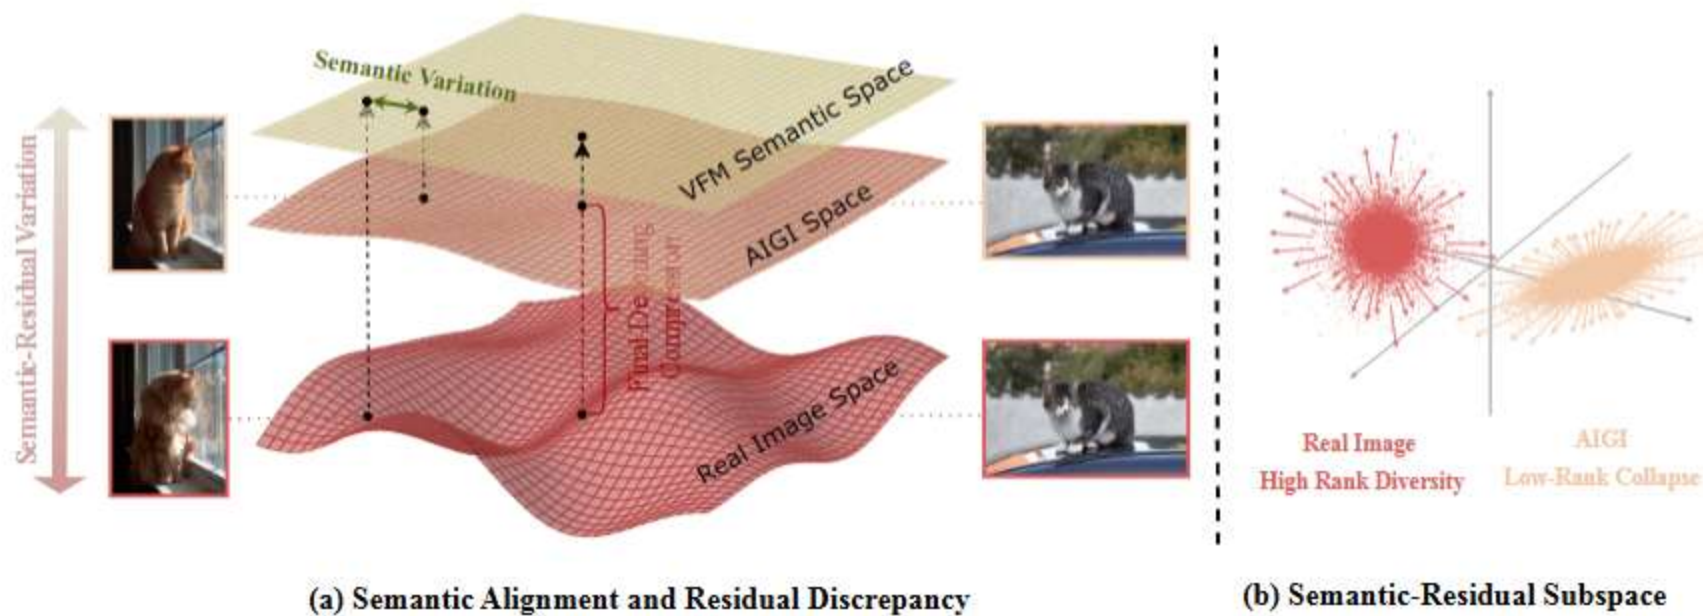 Semantic Variation
VFM Semantic Space
AIGI Space
Real Image Space
Semantic-Residual Variation
Real Image
High Rank Diversity
AIGI
Low-Rank Collapse
(a) Semantic Alignment and Residual Discrepancy
(b) Semantic-Residual Subspace